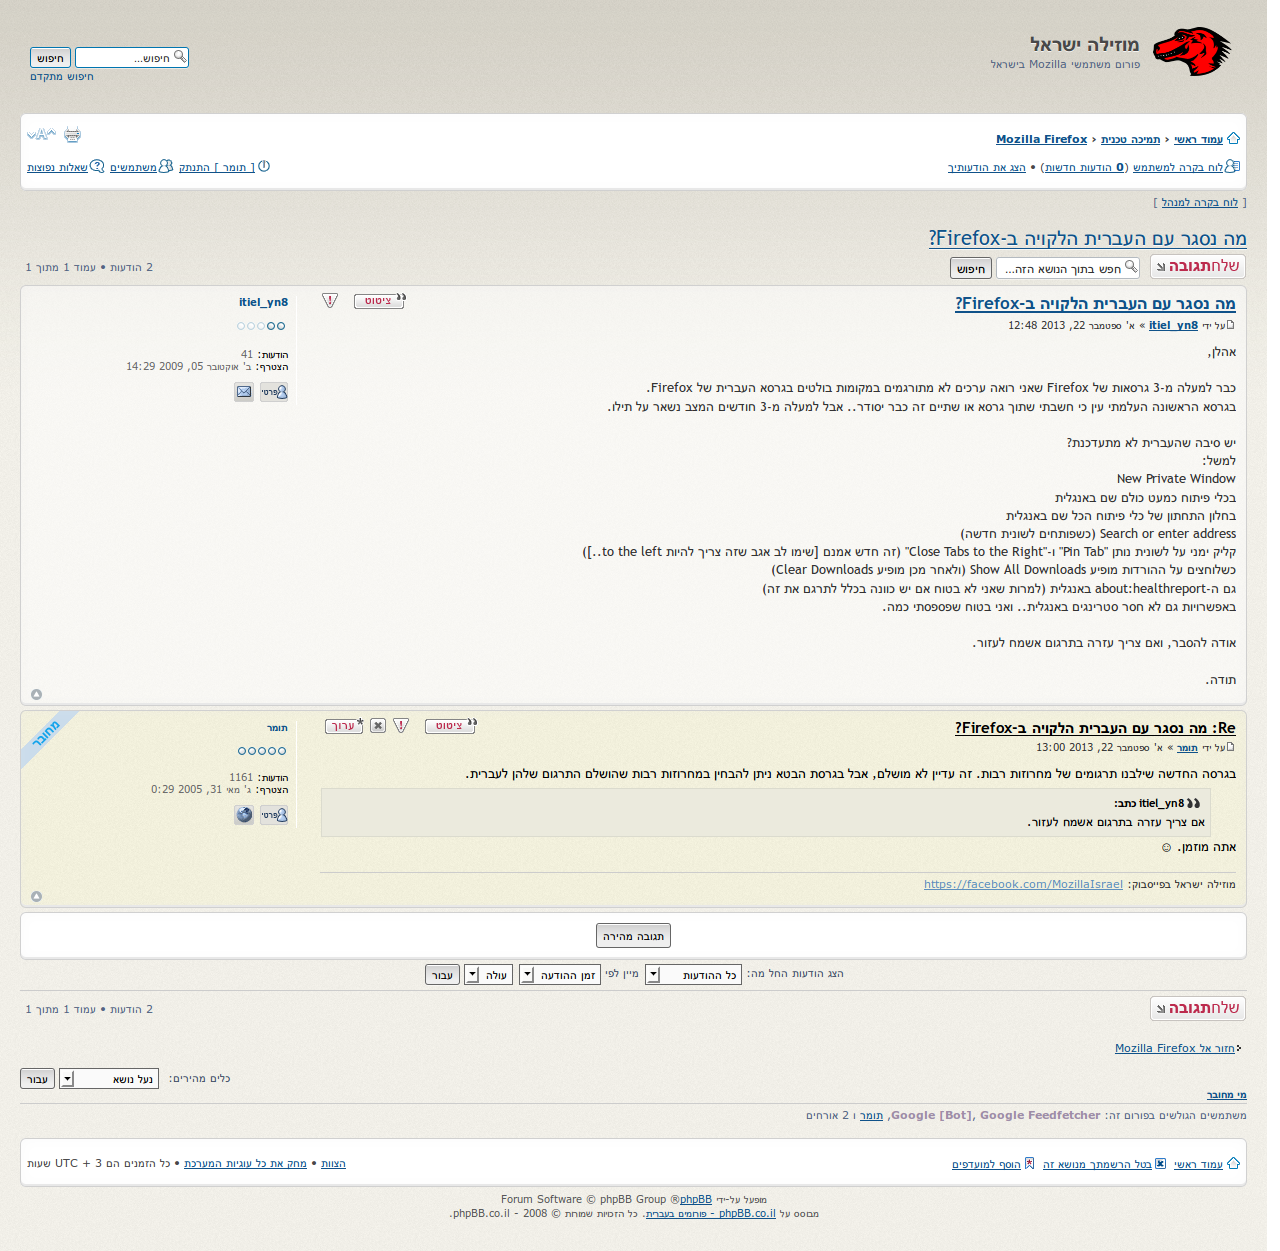 מוזילה ישראל
פורום משתמשי Mozilla בישראל
חיפוש... חיפוש
חיפוש מתקדם
עמוד ראשי ‹ תמיכה טכנית ‹ Mozilla Firefox
לוח בקרה למשתמש (0 הודעות חדשות) • הצג את הודעותיך
שאלות נפוצות משתמשים התנתק [ תומר ]
[ לוח בקרה למנהל ]
מה נסגר עם העברית הלקויה ב-Firefox?
שלח תגובה
חפש בתוך הנושא הזה... חיפוש
2 הודעות • עמוד 1 מתוך 1
מה נסגר עם העברית הלקויה ב-Firefox?
ציטוט
על ידי itiel_yn8 » א' ספטמבר 22, 2013 12:48
אהלן,
כבר למעלה מ-3 גרסאות של Firefox שאני רואה ערכים לא מתורגמים במקומות בולטים בגרסא העברית של Firefox.
בגרסא הראשונה העלמתי עין כי חשבתי שתוך גרסא או שתיים זה כבר יסודר.. אבל למעלה מ-3 חודשים המצב נשאר על תילו.
יש סיבה שהעברית לא מתעדכנת?
למשל:
New Private Window
בכלי פיתוח כמעט כולם שם באנגלית
בחלון התחתון של כלי פיתוח הכל שם באנגלית
Search or enter address (כשפותחים לשונית חדשה)
קליק ימני על לשונית נותן "Pin Tab" ו-"Close Tabs to the Right" (זה חדש אמנם [שימו לב אגב שזה צריך להיות to the left..])
כשלוחצים על ההורדות מופיע Show All Downloads (ולאחר מכן מופיע Clear Downloads)
גם ה-about:healthreport באנגלית (למרות שאני לא בטוח אם יש כוונה בכלל לתרגם את זה)
באפשרויות גם לא חסר סטרינגים באנגלית.. ואני בטוח שפספסתי כמה.
אודה להסבר, ואם צריך עזרה בתרגום אשמח לעזור.
תודה.
itiel_yn8
הודעות: 41
הצטרף: ב' אוקטובר 05, 2009 14:29
פרטי
Re: מה נסגר עם העברית הלקויה ב-Firefox?
ציטוט ערוך
על ידי תומר » א' ספטמבר 22, 2013 13:00
בגרסה החדשה שילבנו תרגומים של מחרוזות רבות. זה עדיין לא מושלם, אבל בגרסת הבטא ניתן להבחין במחרוזות רבות שהושלם התרגום שלהן לעברית.
itiel_yn8 כתב:
אם צריך עזרה בתרגום אשמח לעזור.
אתה מוזמן. ☺
מוזילה ישראל בפייסבוק: https://facebook.com/MozillaIsrael
מחובר
תומר
הודעות: 1161
הצטרף: ג' מאי 31, 2005 0:29
פרטי
תגובה מהירה
הצג הודעות החל מה: כל ההודעות מיין לפי זמן ההודעה עולה עבור
שלח תגובה
2 הודעות • עמוד 1 מתוך 1
חזור אל Mozilla Firefox
כלים מהירים: נעל נושא עבור
מי מחובר
משתמשים הגולשים בפורום זה: Google [Bot], Google Feedfetcher, תומר ו 2 אורחים
עמוד ראשי בטל הרשמתך מנושא זה הוסף למועדפים
הצוות • מחק את כל עוגיות המערכת • כל הזמנים הם UTC + 3 שעות
מופעל על-ידי phpBB® Forum Software © phpBB Group
מבוסס על phpBB.co.il - פורומים בעברית. כל הזכויות שמורות © 2008 - phpBB.co.il.